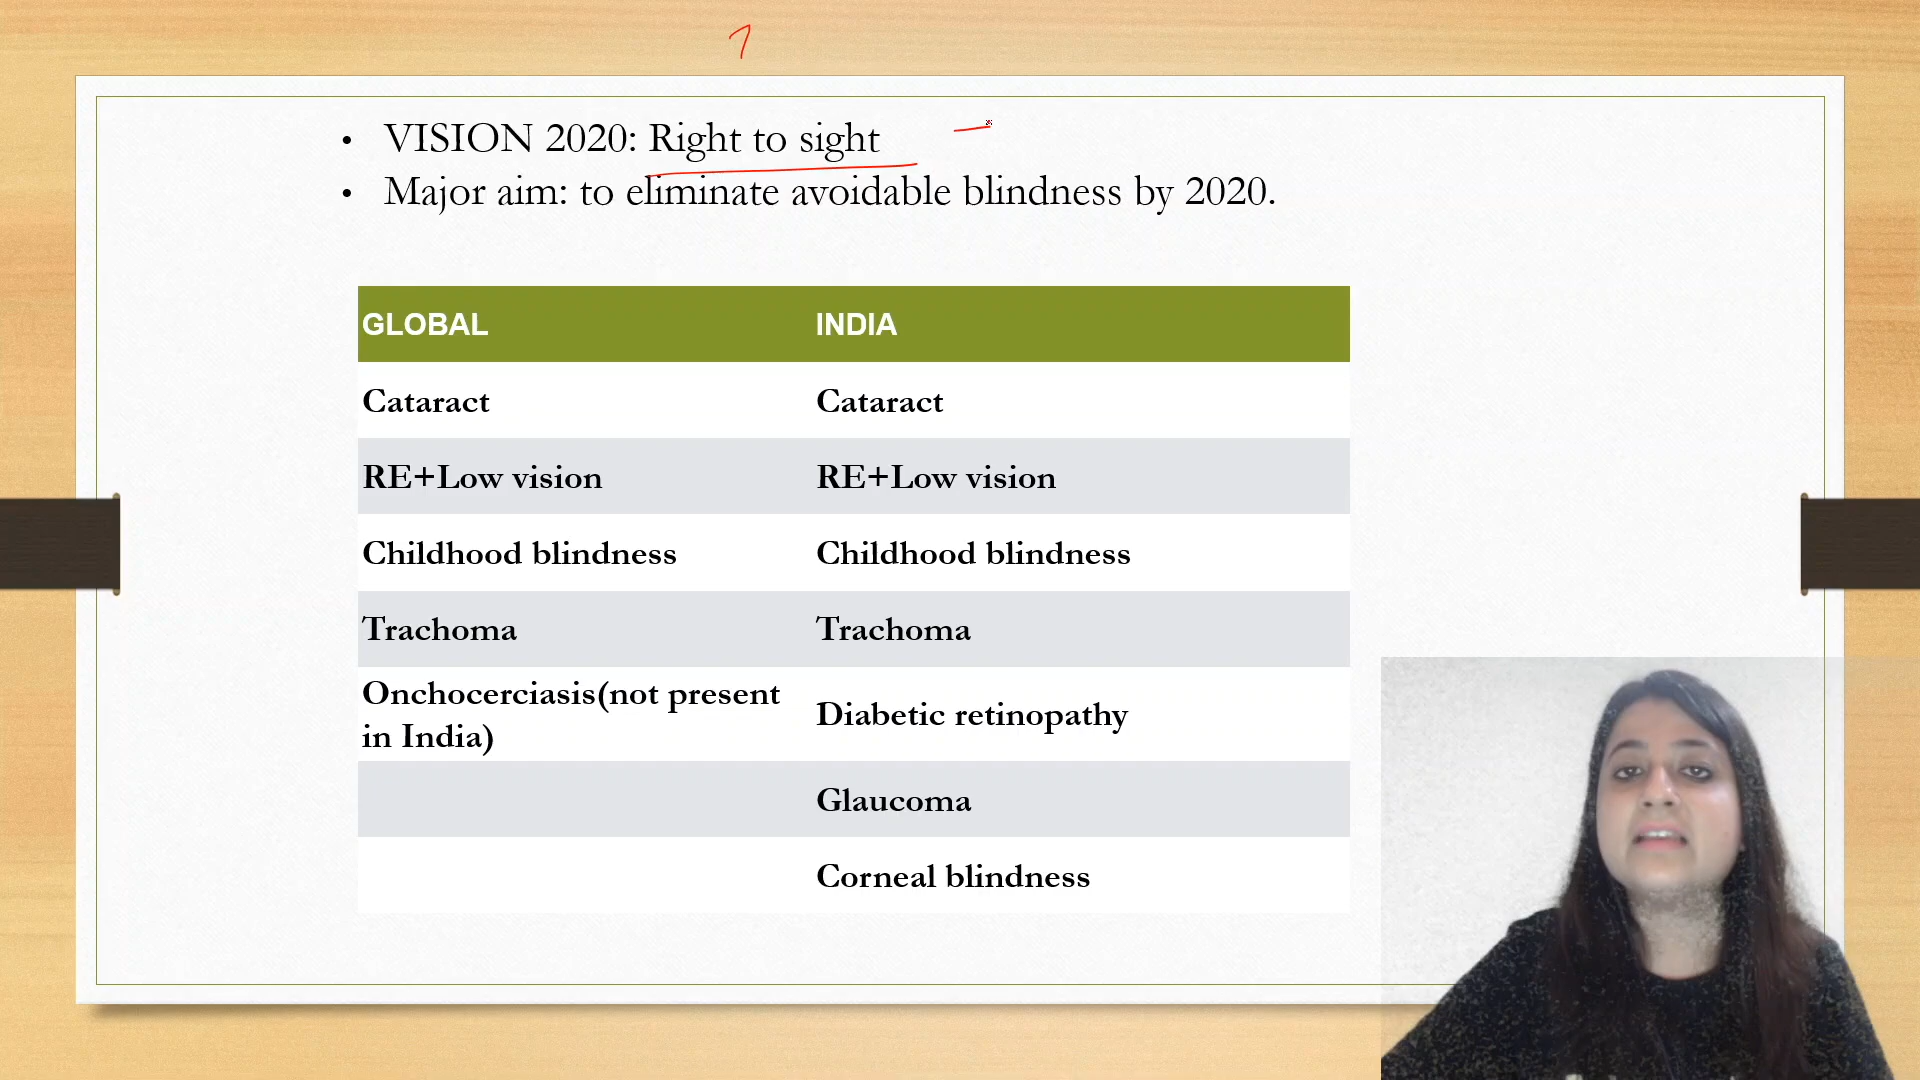 • VISION 2020: Right to sight
• Major aim: to eliminate avoidable blindness by 2020.
GLOBAL INDIA
Cataract Cataract
RE+Low vision RE+Low vision
Childhood blindness Childhood blindness
Trachoma Trachoma
Onchocerciasis(not present
in India) Diabetic retinopathy
Glaucoma
Corneal blindness